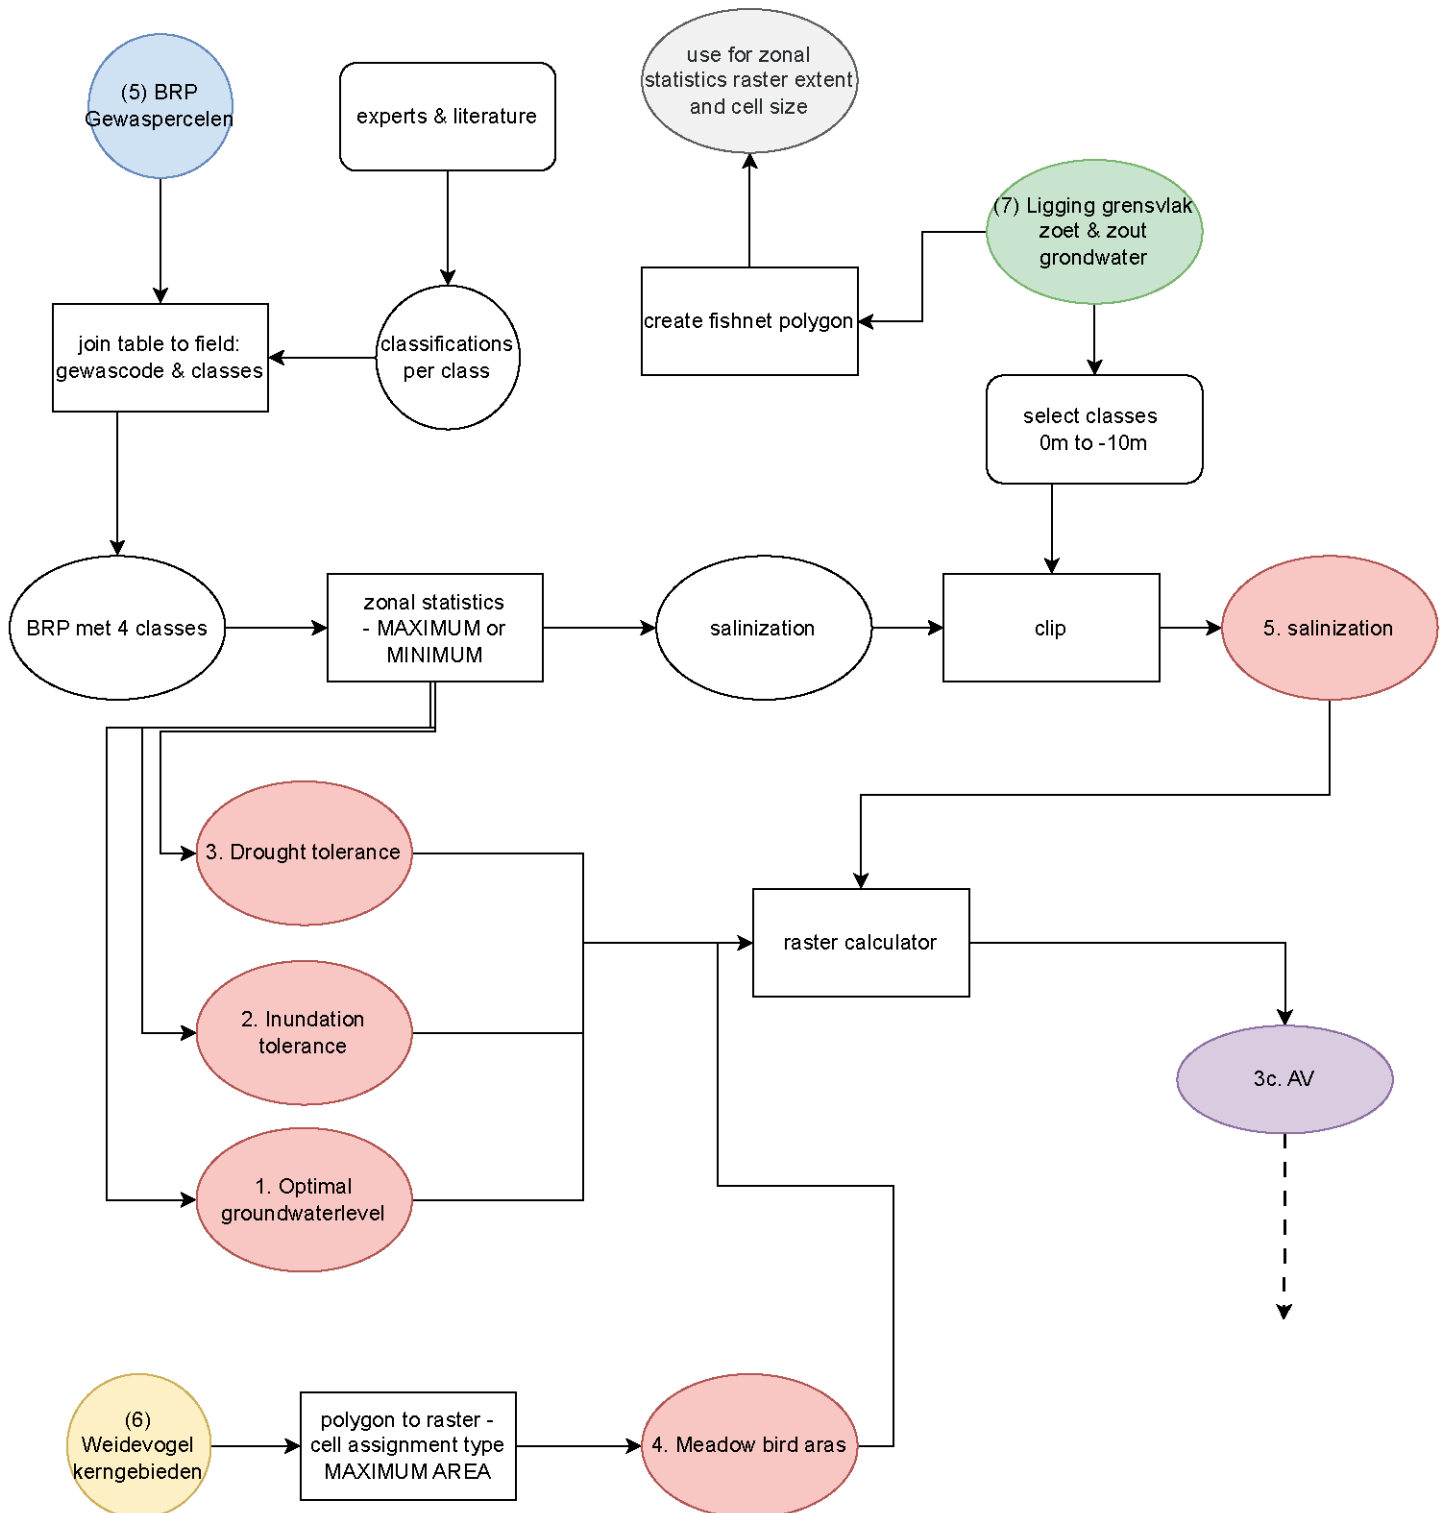 (5) BRP
Gewaspercelen
experts & literature
use for zonal
statistics raster extent
and cell size
(7) Ligging grensvlak
zoet & zout
grondwater
join table to field:
gewascode & classes
classifications
per class
create fishnet polygon
select classes
0m to -10m
BRP met 4 classes
zonal statistics
- MAXIMUM or
MINIMUM
salinization
clip
5. salinization
3. Drought tolerance
raster calculator
2. Inundation
tolerance
3c. AV
1. Optimal
groundwaterlevel
(6)
Weidevogel
kerngebieden
polygon to raster -
cell assignment type
MAXIMUM AREA
4. Meadow bird aras